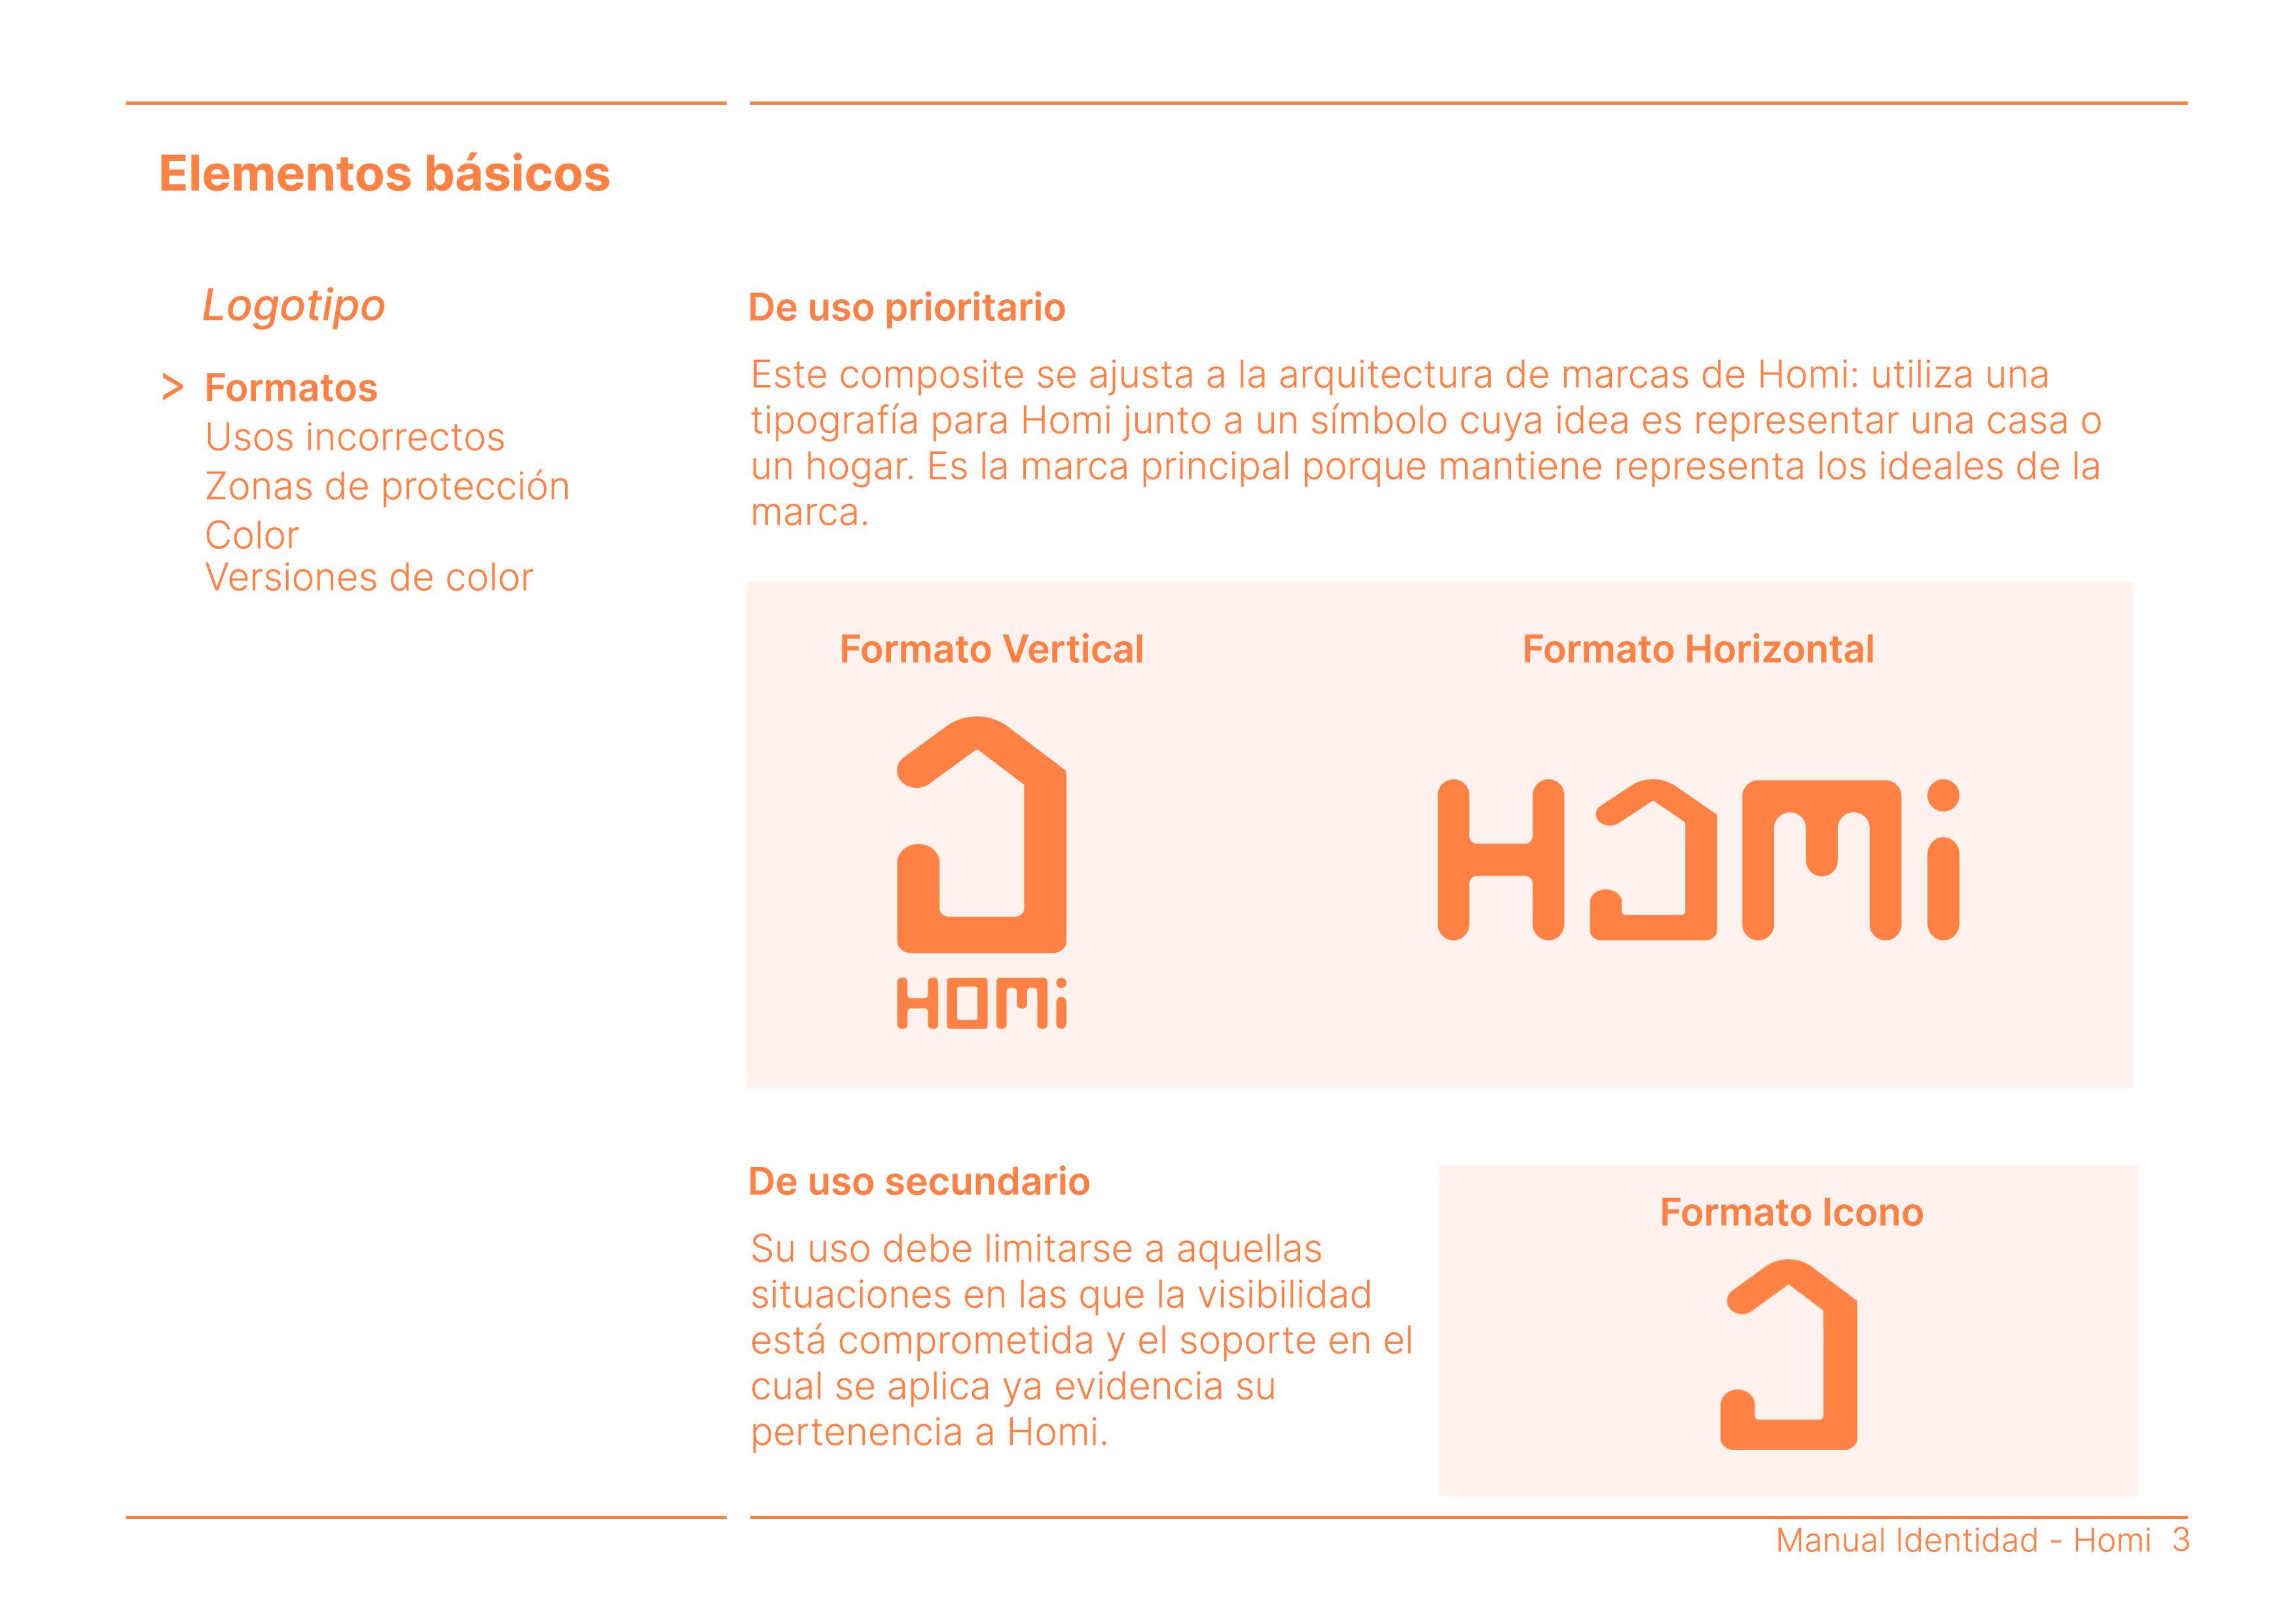 Elementos básicos
Logotipo
> Formatos
Usos incorrectos
Zonas de protección
Color
Versiones de color
De uso prioritario
Este composite se ajusta a la arquitectura de marcas de Homi: utiliza una
tipografía para Homi junto a un símbolo cuya idea es representar una casa o
un hogar. Es la marca principal porque mantiene representa los ideales de la
marca.
Formato Vertical
HOMi
Formato Horizontal
HOMi
De uso secundario
Su uso debe limitarse a aquellas
situaciones en las que la visibilidad
está comprometida y el soporte en el
cual se aplica ya evidencia su
pertenencia a Homi.
Formato Icono
Manual Identidad - Homi 3